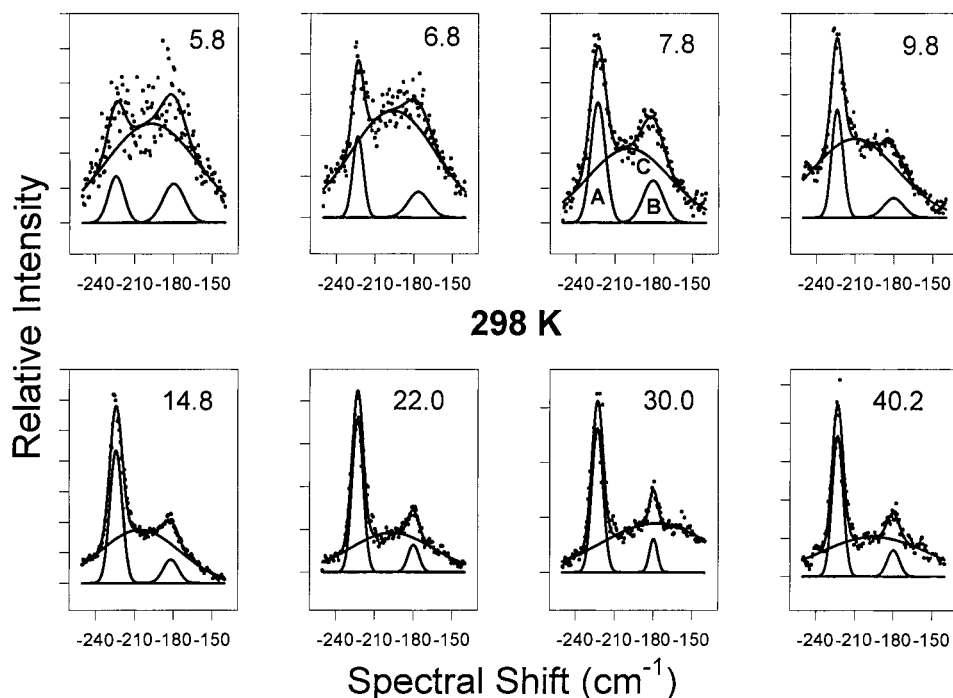 5.8 6.8 7.8 9.8
A B C
-240 -210 -180 -150 -240 -210 -180 -150 -240 -210 -180 -150 -240 -210 -180 -150
298 K
Relative Intensity
14.8 22.0 30.0 40.2
-240 -210 -180 -150 -240 -210 -180 -150 -240 -210 -180 -150 -240 -210 -180 -150
Spectral Shift (cm⁻¹)